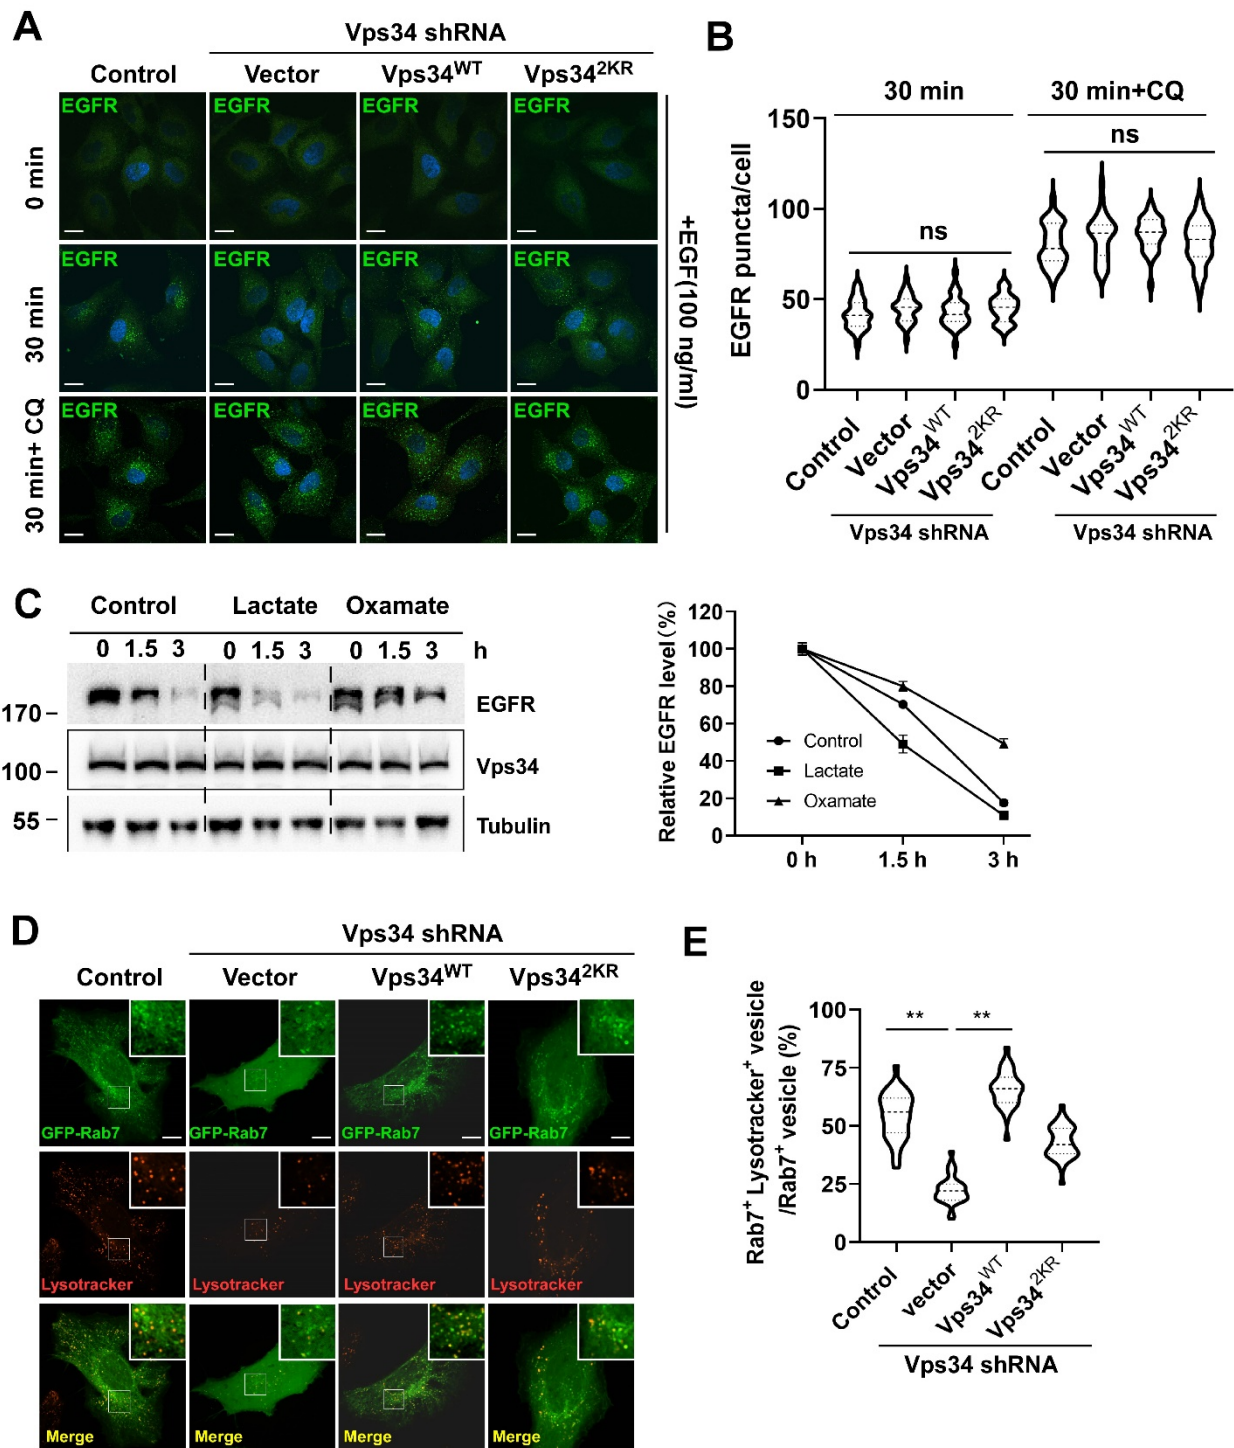 A
Vps34 shRNA
Control Vector Vps34WT Vps342KR
EGFR EGFR EGFR EGFR
0 min
EGFR EGFR EGFR EGFR
30 min
EGFR EGFR EGFR EGFR
30 min+ CQ
+EGF(100 ng/ml)
B
30 min 30 min+CQ
EGFR puncta/cell
150
100
50
0
ns
ns
Control Vector Vps34WT Vps342KR Control Vector Vps34WT Vps342KR
Vps34 shRNA Vps34 shRNA
C
Control Lactate Oxamate
0 1.5 3 0 1.5 3 0 1.5 3 h
170 EGFR
100 Vps34
55 Tubulin
Relative EGFR level(%)
120
100
80
60
40
20
0
Control
Lactate
Oxamate
0 h 1.5 h 3 h
D
Vps34 shRNA
Control Vector Vps34WT Vps342KR
GFP-Rab7 GFP-Rab7 GFP-Rab7 GFP-Rab7
Lysotracker Lysotracker Lysotracker Lysotracker
Merge Merge Merge Merge
E
Rab7+ Lysotracker+ vesicle
/Rab7+ vesicle (%)
100
75
50
25
0
** **
Control vector Vps34WT Vps342KR
Vps34 shRNA